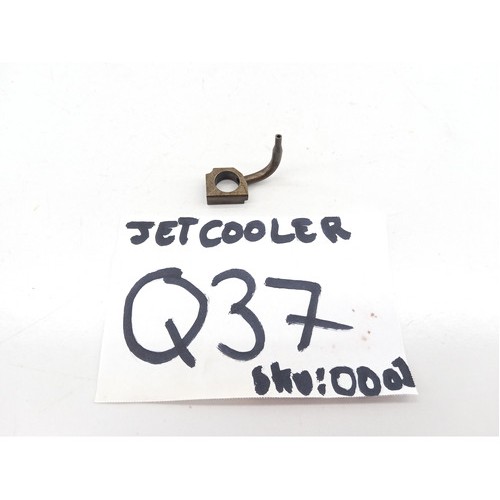 JETCOOLER
Q37
sku:0001